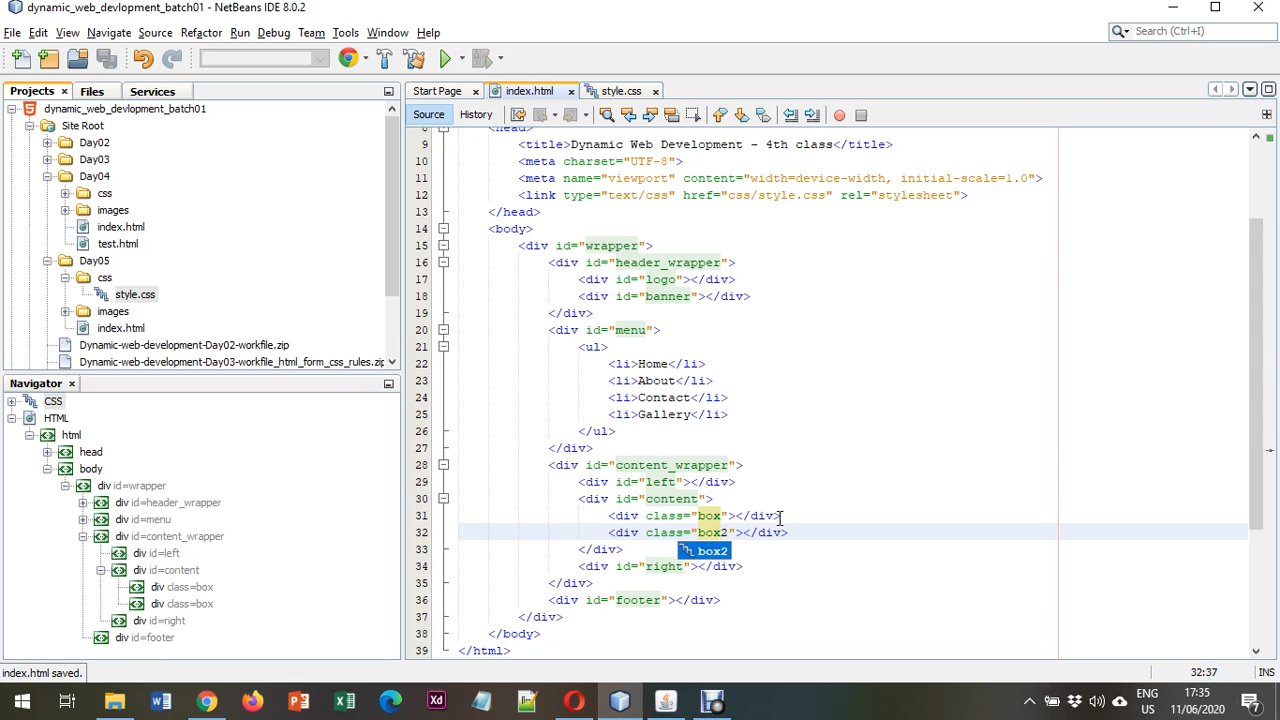 dynamic_web_devlopment_batch01 - NetBeans IDE 8.0.2
File Edit View Navigate Source Refactor Run Debug Team Tools Window Help
Search (Ctrl+I)
Projects Files Services
dynamic_web_devlopment_batch01
Site Root
Day02
Day03
Day04
css
images
index.html
test.html
Day05
css
style.css
images
index.html
Dynamic-web-development-Day02-workfile.zip
Dynamic-web-development-Day03-workfile_html_form_css_rules.zip
Navigator
CSS
HTML
html
head
body
div id=wrapper
div id=header_wrapper
div id=menu
div id=content_wrapper
div id=left
div id=content
div class=box
div class=box
div id=right
div id=footer
Start Page index.html style.css
Source History
8 <head>
9 <title>Dynamic Web Development - 4th class</title>
10 <meta charset="UTF-8">
11 <meta name="viewport" content="width=device-width, initial-scale=1.0">
12 <link type="text/css" href="css/style.css" rel="stylesheet">
13 </head>
14 <body>
15 <div id="wrapper">
16 <div id="header_wrapper">
17 <div id="logo"></div>
18 <div id="banner"></div>
19 </div>
20 <div id="menu">
21 <ul>
22 <li>Home</li>
23 <li>About</li>
24 <li>Contact</li>
25 <li>Gallery</li>
26 </ul>
27 </div>
28 <div id="content_wrapper">
29 <div id="left"></div>
30 <div id="content">
31 <div class="box"></div>
32 <div class="box2"></div>
box2
33 </div>
34 <div id="right"></div>
35 </div>
36 <div id="footer"></div>
37 </div>
38 </body>
39 </html>
index.html saved.
32:37 INS
ENG 17:35
US 11/06/2020
7